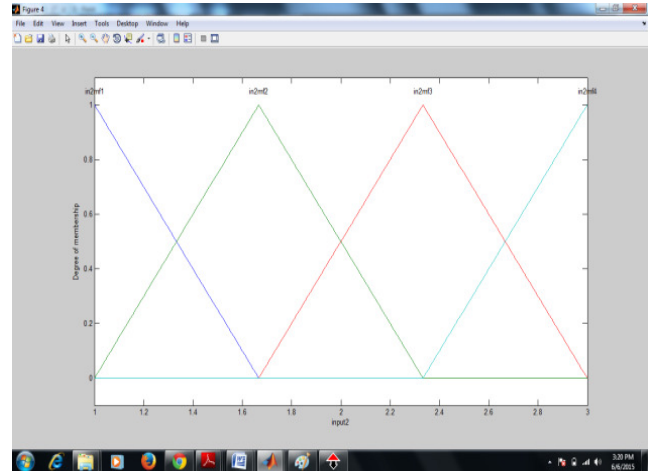 Figure 4
File Edit View Insert Tools Desktop Window Help
in2mf1 in2mf2 in2mf3 in2mf4
1
0.8
0.6
0.4
0.2
0
Degree of membership
1 1.2 1.4 1.6 1.8 2 2.2 2.4 2.6 2.8 3
input2
3:20 PM
6/6/2015